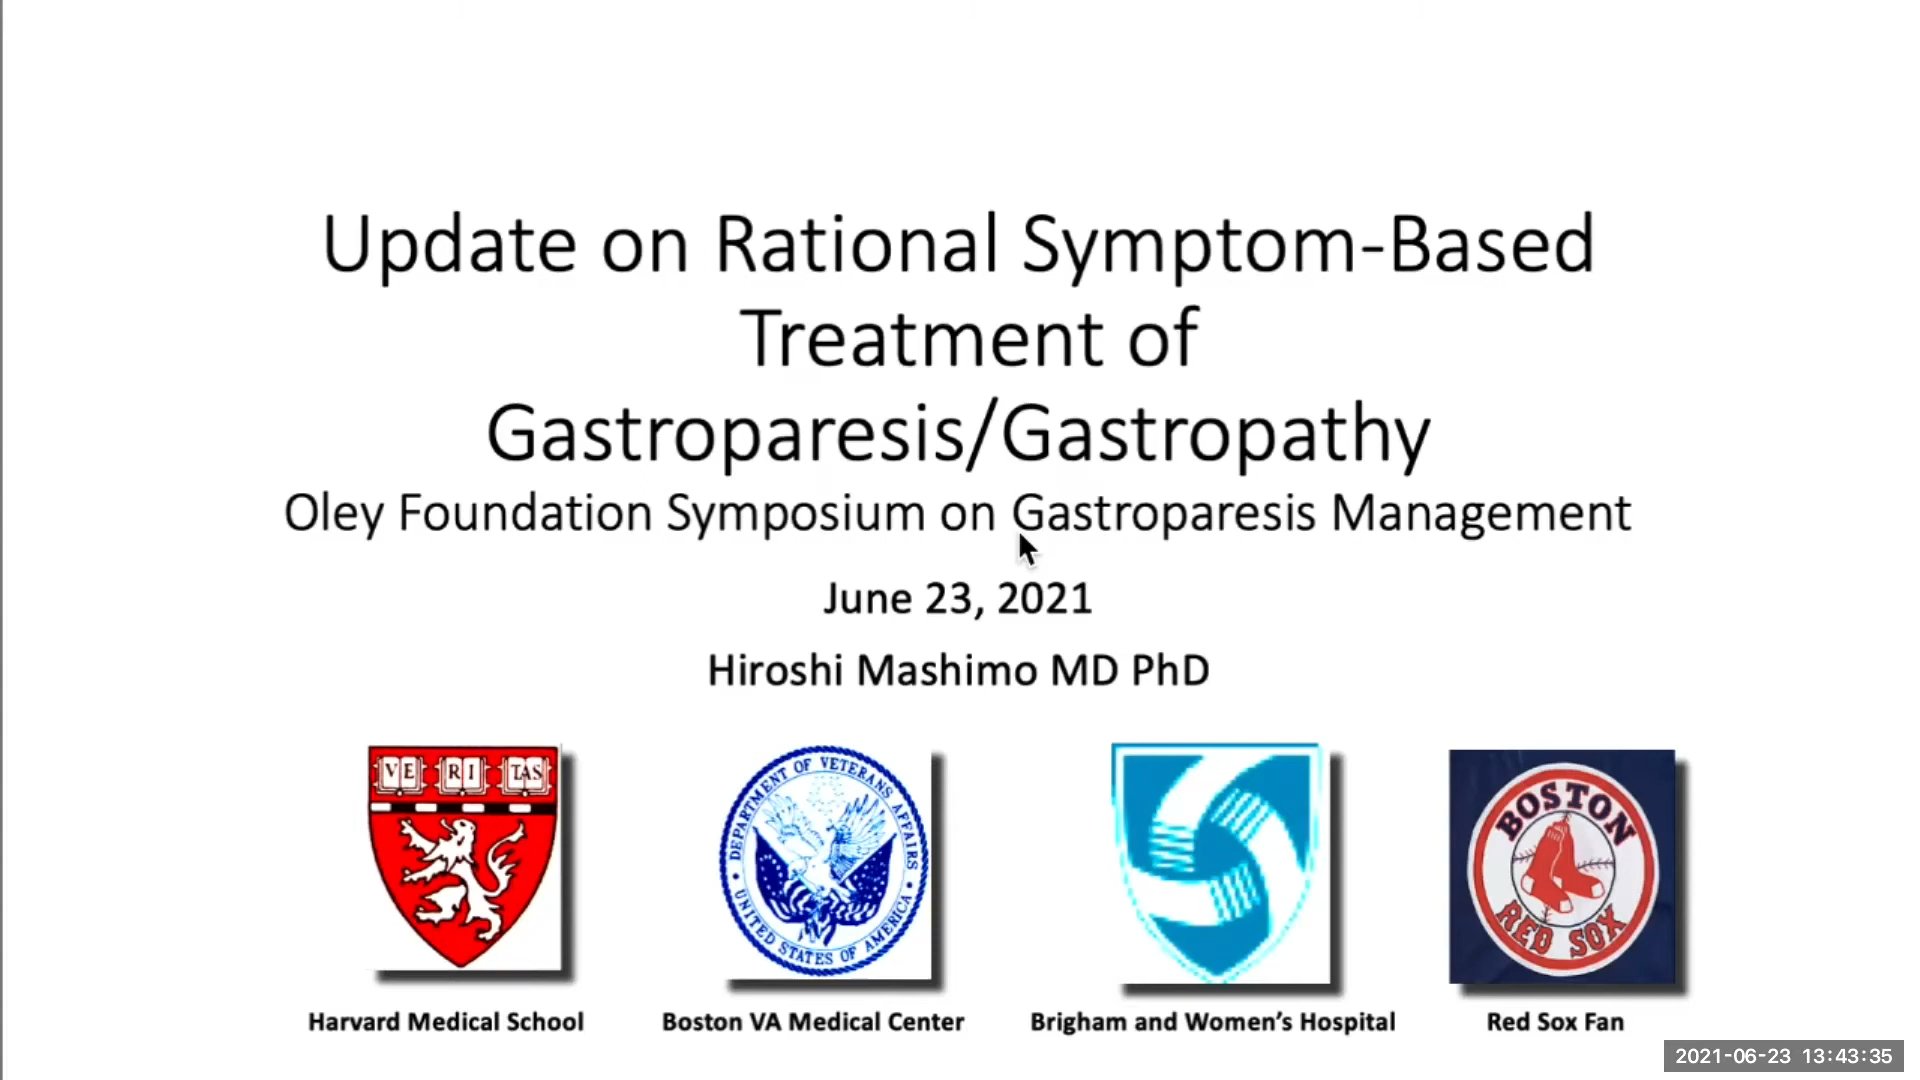 Update on Rational Symptom-Based
Treatment of
Gastroparesis/Gastropathy
Oley Foundation Symposium on Gastroparesis Management
June 23, 2021
Hiroshi Mashimo MD PhD
VE RI TAS
DEPARTMENT OF VETERANS AFFAIRS
UNITED STATES OF AMERICA
BOSTON
RED SOX
Harvard Medical School
Boston VA Medical Center
Brigham and Women's Hospital
Red Sox Fan
2021-06-23 13:43:35